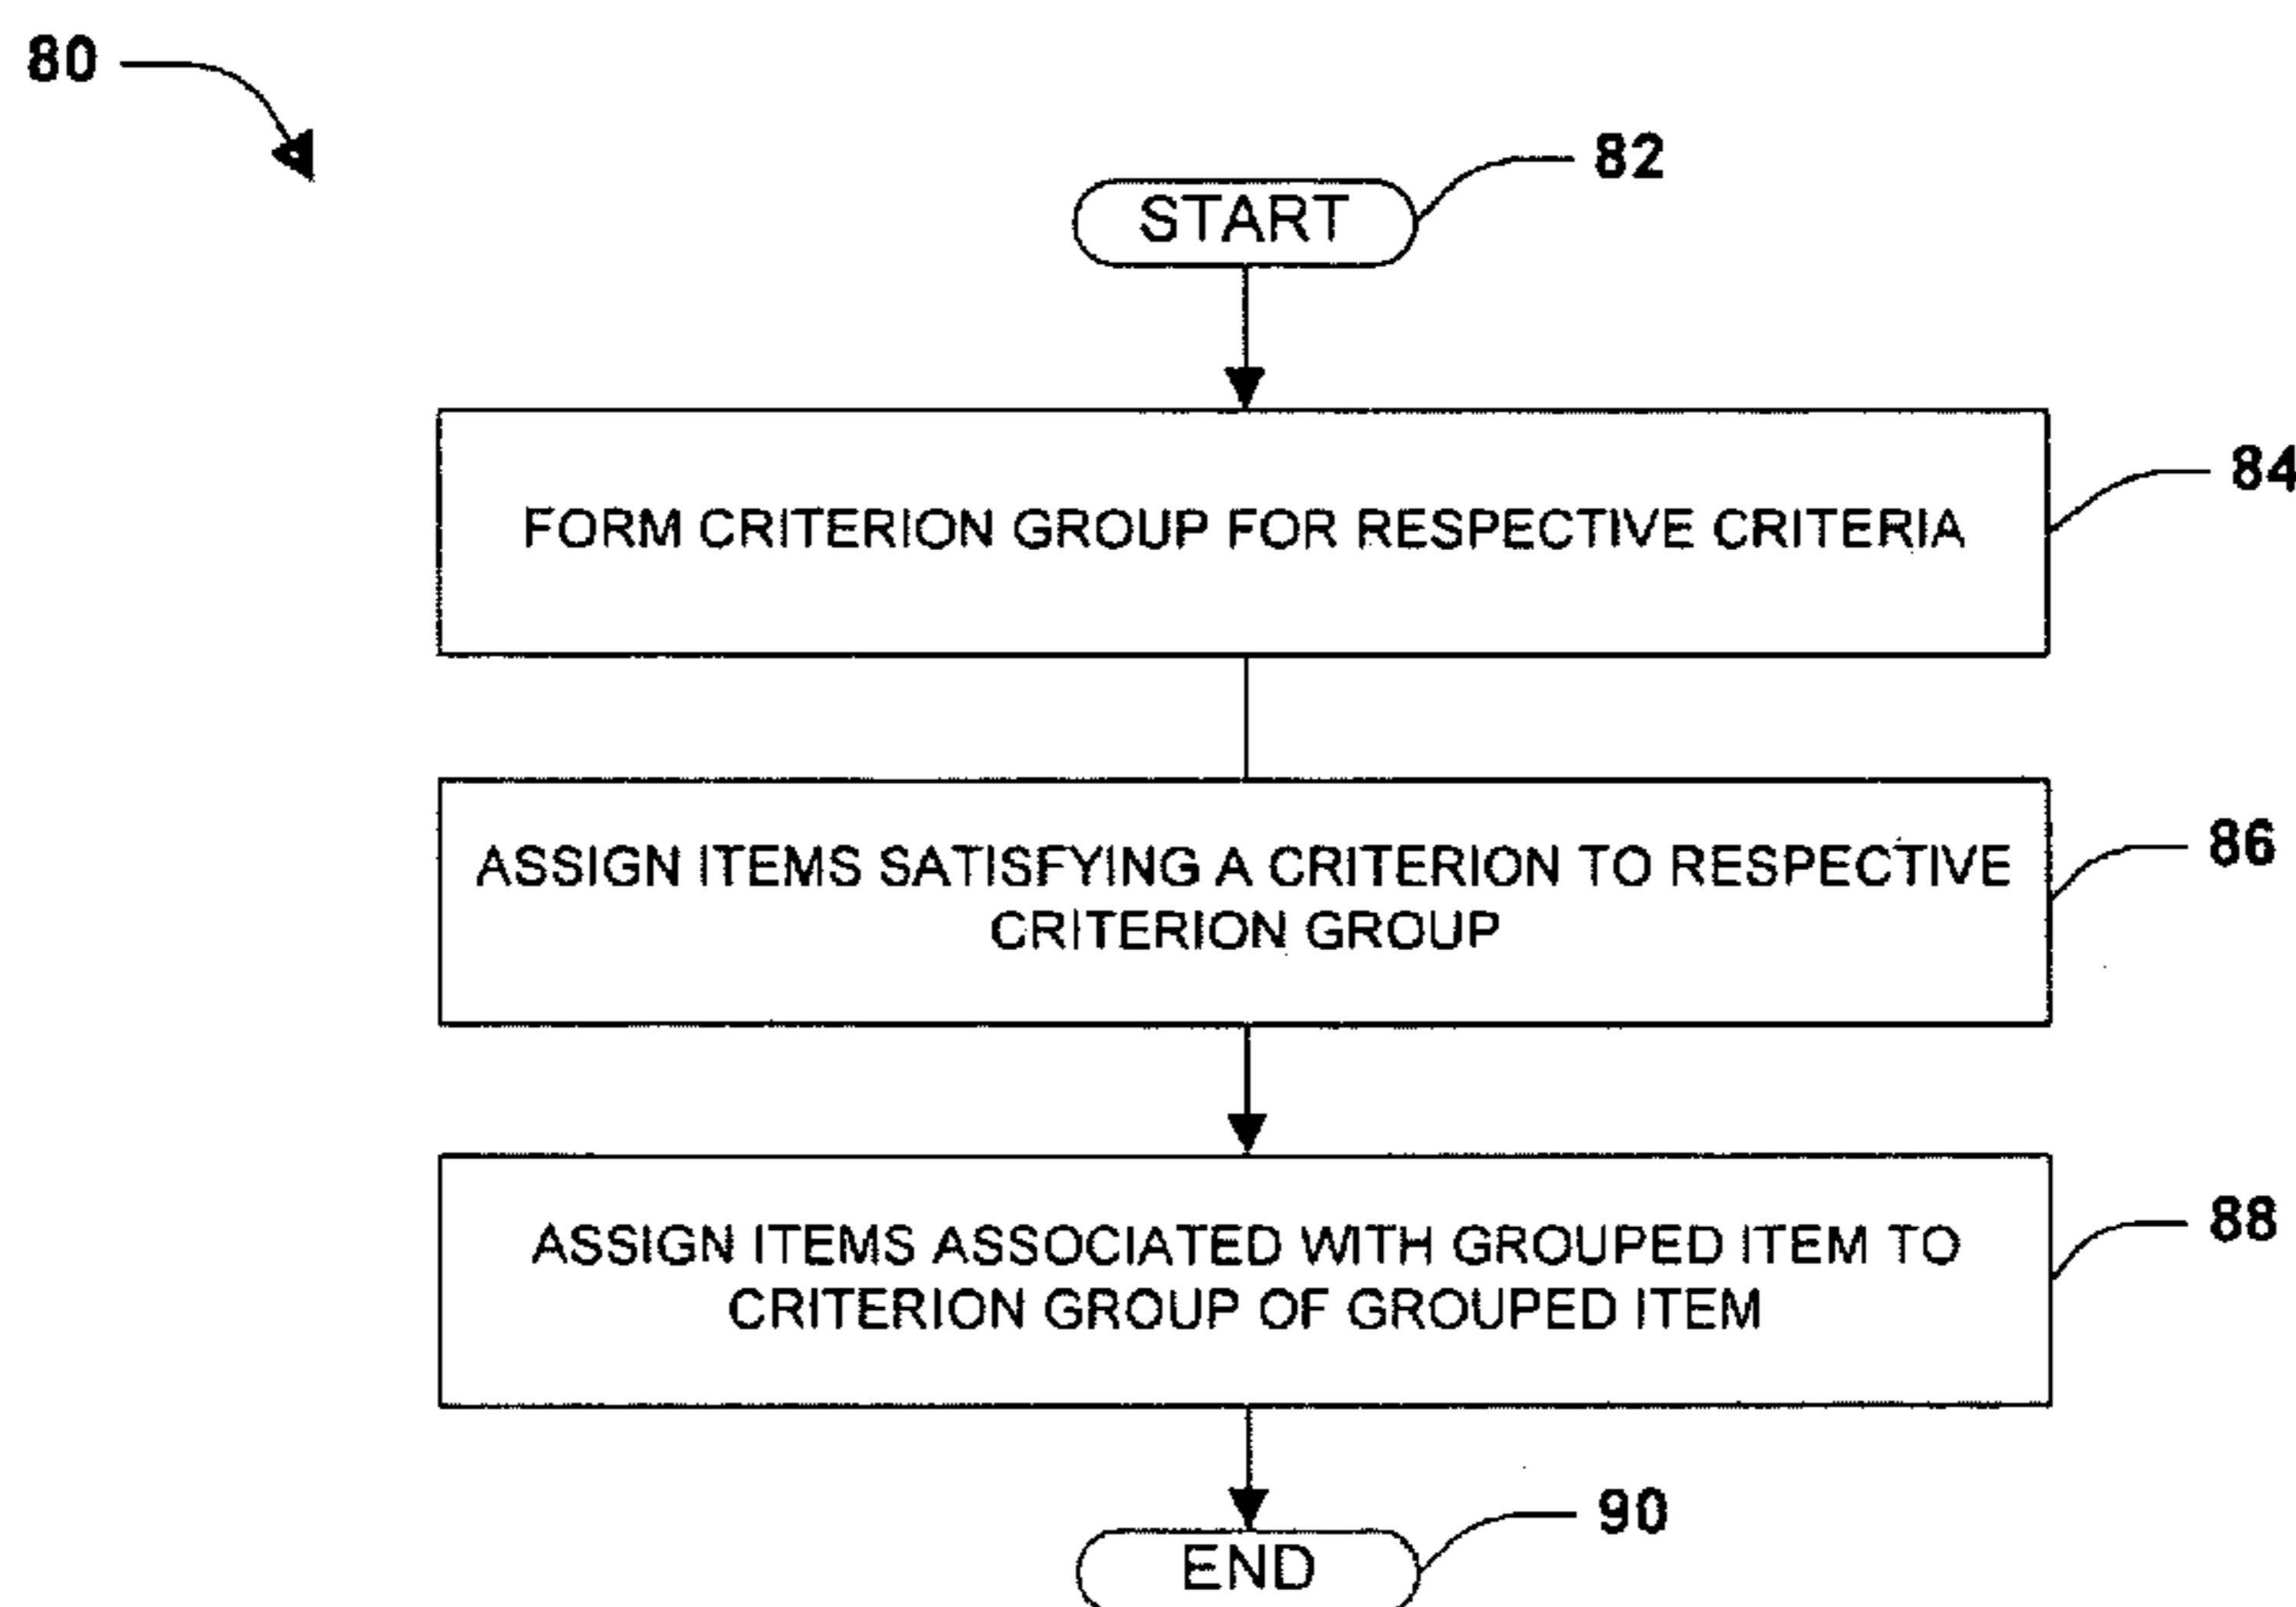 80
82
START
84
FORM CRITERION GROUP FOR RESPECTIVE CRITERIA
86
ASSIGN ITEMS SATISFYING A CRITERION TO RESPECTIVE
CRITERION GROUP
88
ASSIGN ITEMS ASSOCIATED WITH GROUPED ITEM TO
CRITERION GROUP OF GROUPED ITEM
90
END